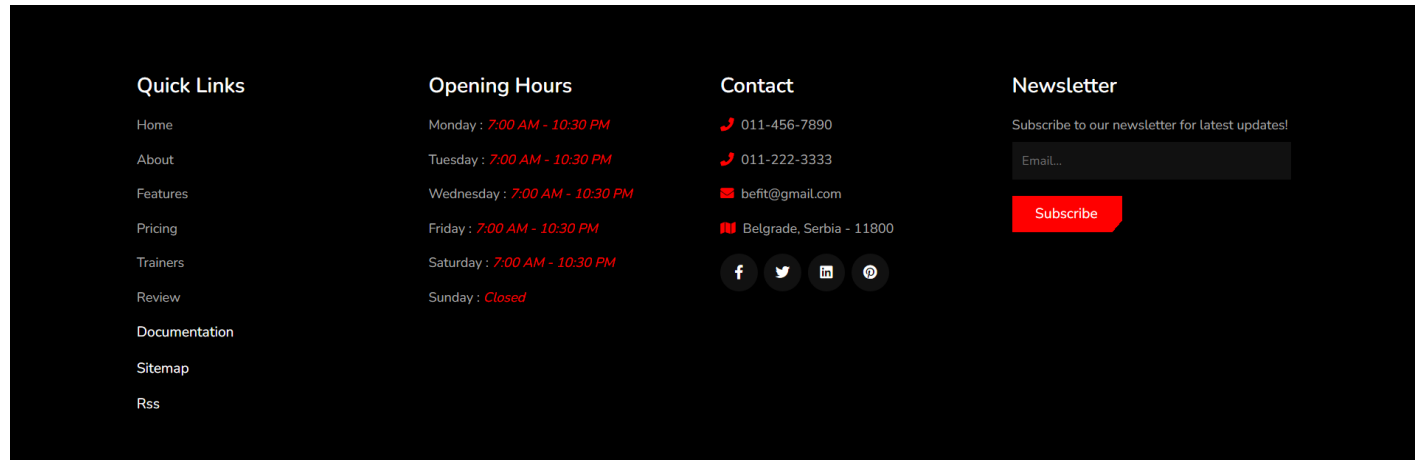 Quick Links
Home
About
Features
Pricing
Trainers
Review
Documentation
Sitemap
Rss
Opening Hours
Monday : 7:00 AM - 10:30 PM
Tuesday : 7:00 AM - 10:30 PM
Wednesday : 7:00 AM - 10:30 PM
Friday : 7:00 AM - 10:30 PM
Saturday : 7:00 AM - 10:30 PM
Sunday : Closed
Contact
011-456-7890
011-222-3333
befit@gmail.com
Belgrade, Serbia - 11800
Newsletter
Subscribe to our newsletter for latest updates!
Email...
Subscribe